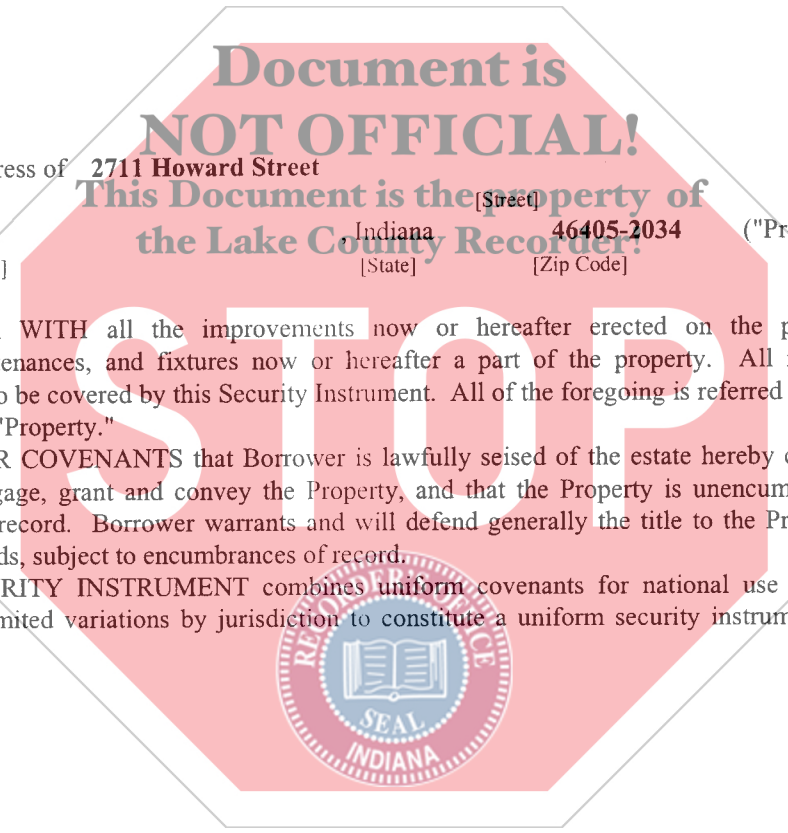 Document is
NOT OFFICIAL!
ress of 2711 Howard Street
This Document is the property of
[Street]
the Lake County Recorder!
, Indiana 46405-2034 ("Pr
] [State] [Zip Code]
STOP
WITH all the improvements now or hereafter erected on the p
enances, and fixtures now or hereafter a part of the property. All
o be covered by this Security Instrument. All of the foregoing is referred
"Property."
R COVENANTS that Borrower is lawfully seised of the estate hereby c
gage, grant and convey the Property, and that the Property is unencum
record. Borrower warrants and will defend generally the title to the Pr
ds, subject to encumbrances of record.
RITY INSTRUMENT combines uniform covenants for national use
mited variations by jurisdiction to constitute a uniform security instrum
RECORDER'S OFFICE
SEAL
INDIANA